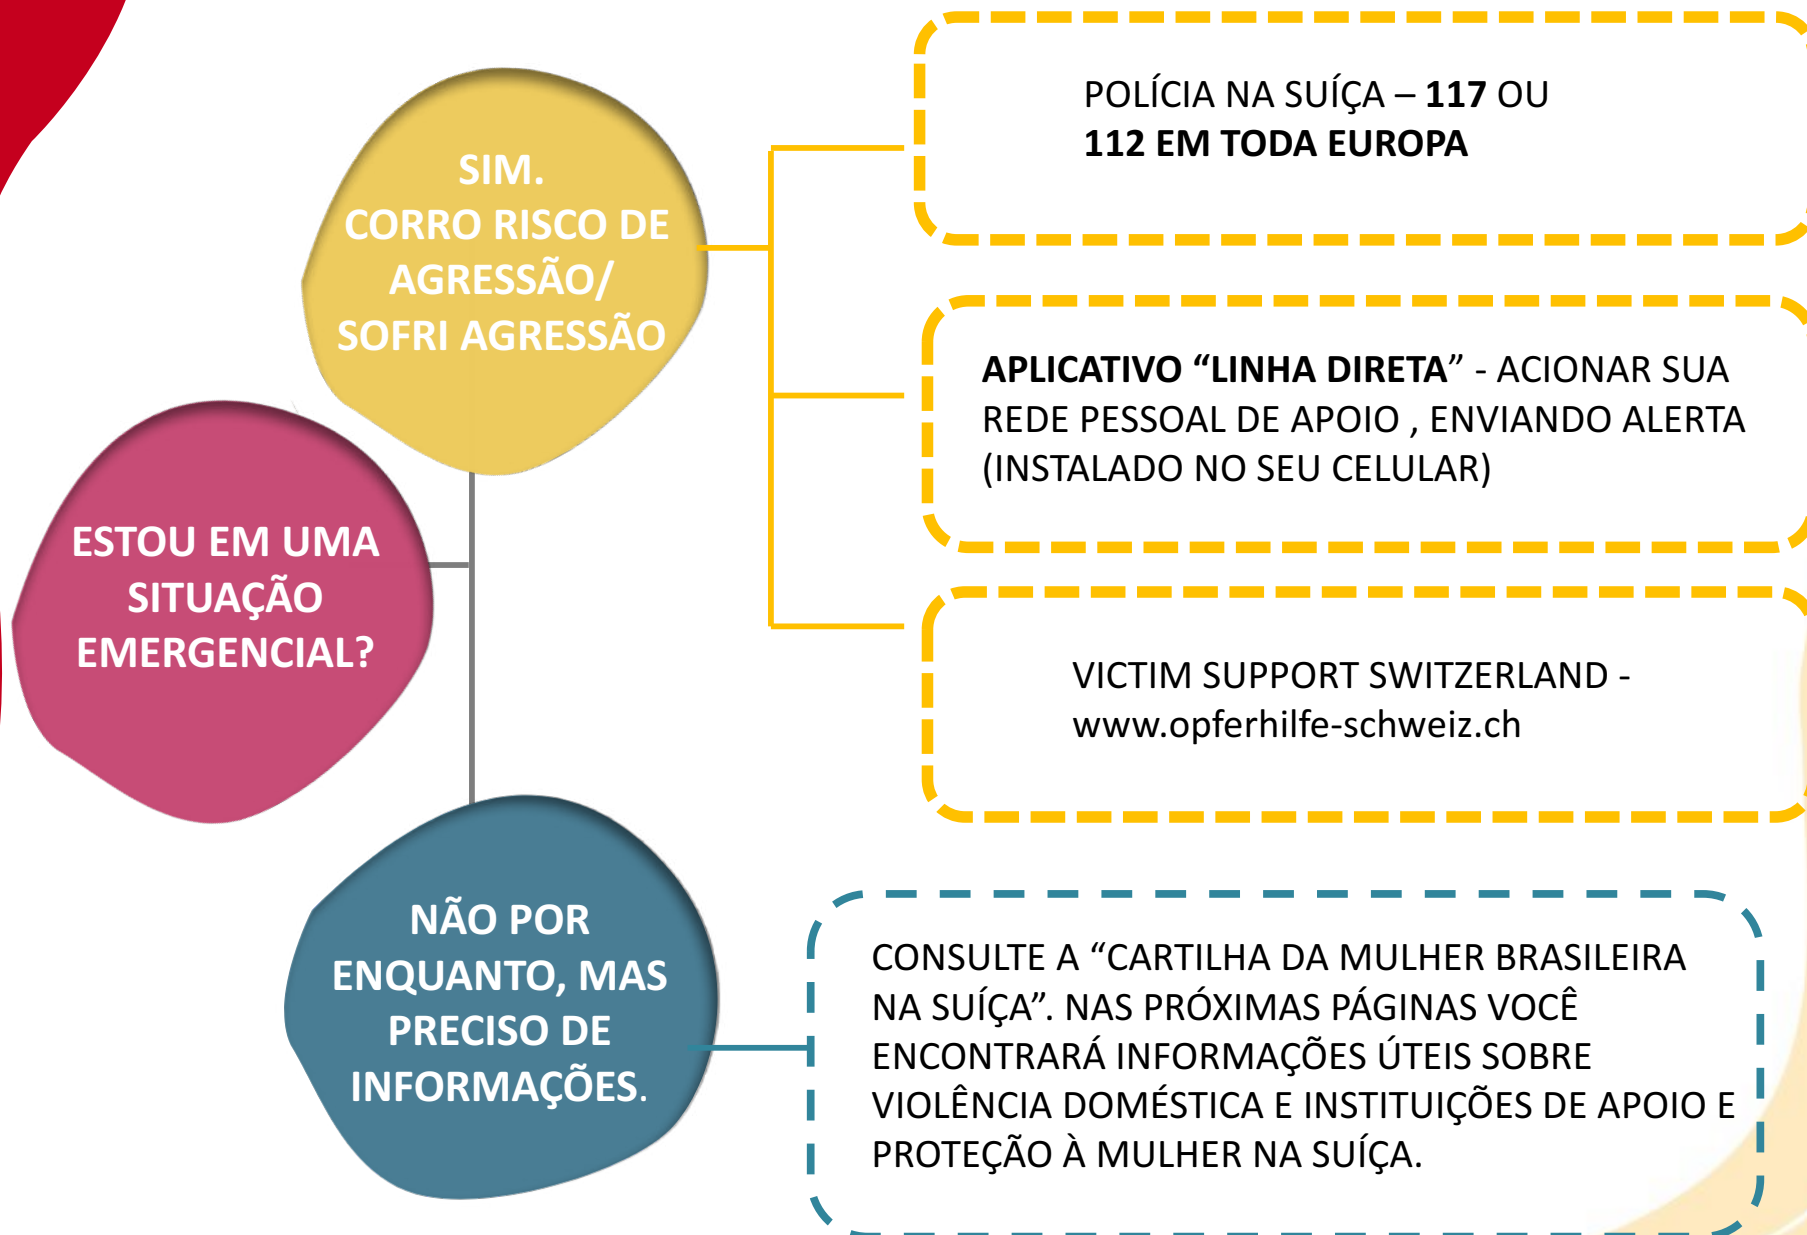 ESTOU EM UMA
SITUAÇÃO
EMERGENCIAL?
SIM.
CORRO RISCO DE
AGRESSÃO/
SOFRI AGRESSÃO
POLÍCIA NA SUÍÇA – 117 OU
112 EM TODA EUROPA
APLICATIVO “LINHA DIRETA” - ACIONAR SUA
REDE PESSOAL DE APOIO , ENVIANDO ALERTA
(INSTALADO NO SEU CELULAR)
VICTIM SUPPORT SWITZERLAND -
www.opferhilfe-schweiz.ch
NÃO POR
ENQUANTO, MAS
PRECISO DE
INFORMAÇÕES.
CONSULTE A “CARTILHA DA MULHER BRASILEIRA
NA SUÍÇA”. NAS PRÓXIMAS PÁGINAS VOCÊ
ENCONTRARÁ INFORMAÇÕES ÚTEIS SOBRE
VIOLÊNCIA DOMÉSTICA E INSTITUIÇÕES DE APOIO E
PROTEÇÃO À MULHER NA SUÍÇA.